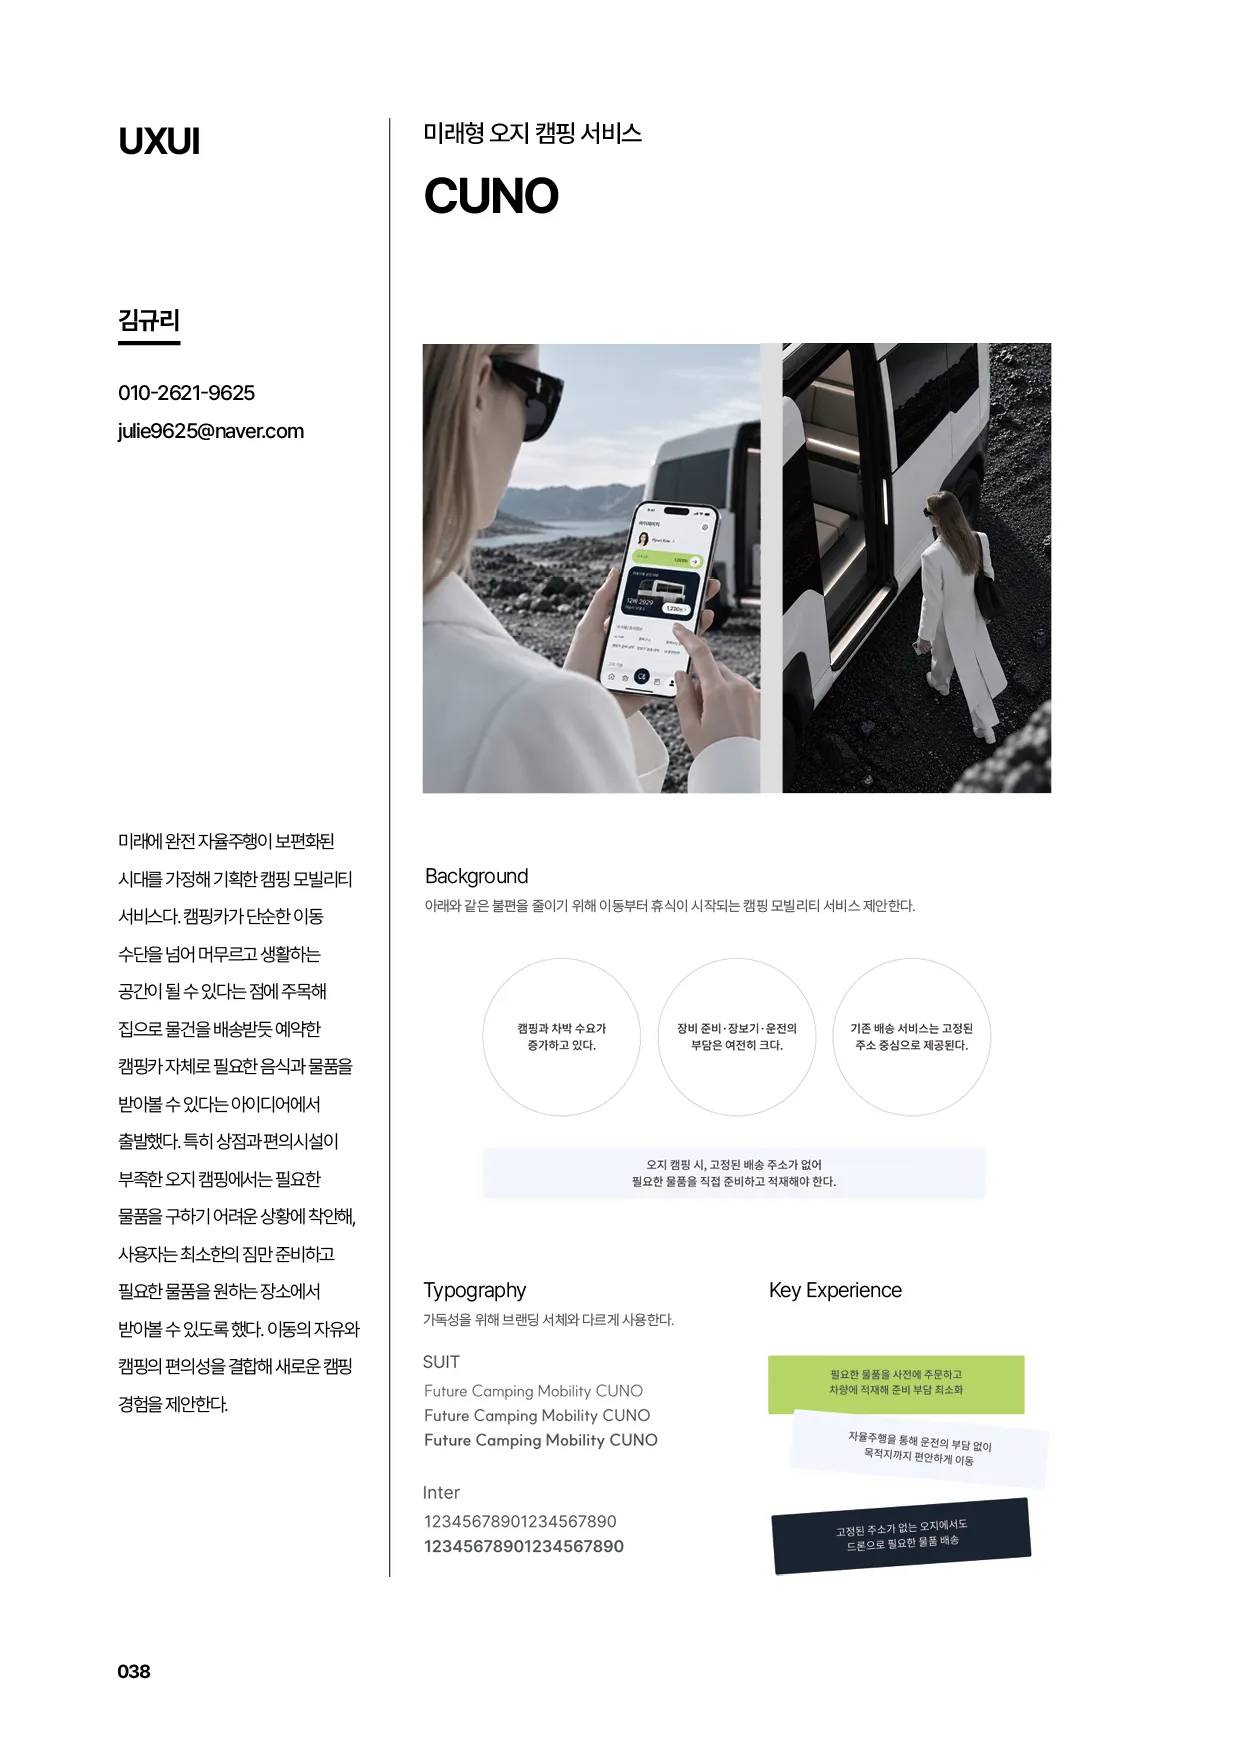 UXUI
미래형 오지 캠핑 서비스
CUNO
김규리
010-2621-9625
julie9625@naver.com
마이페이지
12허 2929
미래에 완전 자율주행이 보편화된
시대를 가정해 기획한 캠핑 모빌리티
서비스다. 캠핑카가 단순한 이동
수단을 넘어 머무르고 생활하는
공간이 될 수 있다는 점에 주목해
집으로 물건을 배송받듯 예약한
캠핑카 자체로 필요한 음식과 물품을
받아볼 수 있다는 아이디어에서
출발했다. 특히 상점과 편의시설이
부족한 오지 캠핑에서는 필요한
물품을 구하기 어려운 상황에 착안해,
사용자는 최소한의 짐만 준비하고
필요한 물품을 원하는 장소에서
받아볼 수 있도록 했다. 이동의 자유와
캠핑의 편의성을 결합해 새로운 캠핑
경험을 제안한다.
Background
아래와 같은 불편을 줄이기 위해 이동부터 휴식이 시작되는 캠핑 모빌리티 서비스 제안한다.
캠핑과 차박 수요가
증가하고 있다.
장비 준비·장보기·운전의
부담은 여전히 크다.
기존 배송 서비스는 고정된
주소 중심으로 제공된다.
오지 캠핑 시, 고정된 배송 주소가 없어
필요한 물품을 직접 준비하고 적재해야 한다.
Typography
가독성을 위해 브랜딩 서체와 다르게 사용한다.
SUIT
Future Camping Mobility CUNO
Future Camping Mobility CUNO
Future Camping Mobility CUNO
Inter
12345678901234567890
12345678901234567890
Key Experience
필요한 물품을 사전에 주문하고
차량에 적재해 준비 부담 최소화
자율주행을 통해 운전의 부담 없이
목적지까지 편안하게 이동
고정된 주소가 없는 오지에서도
드론으로 필요한 물품 배송
038